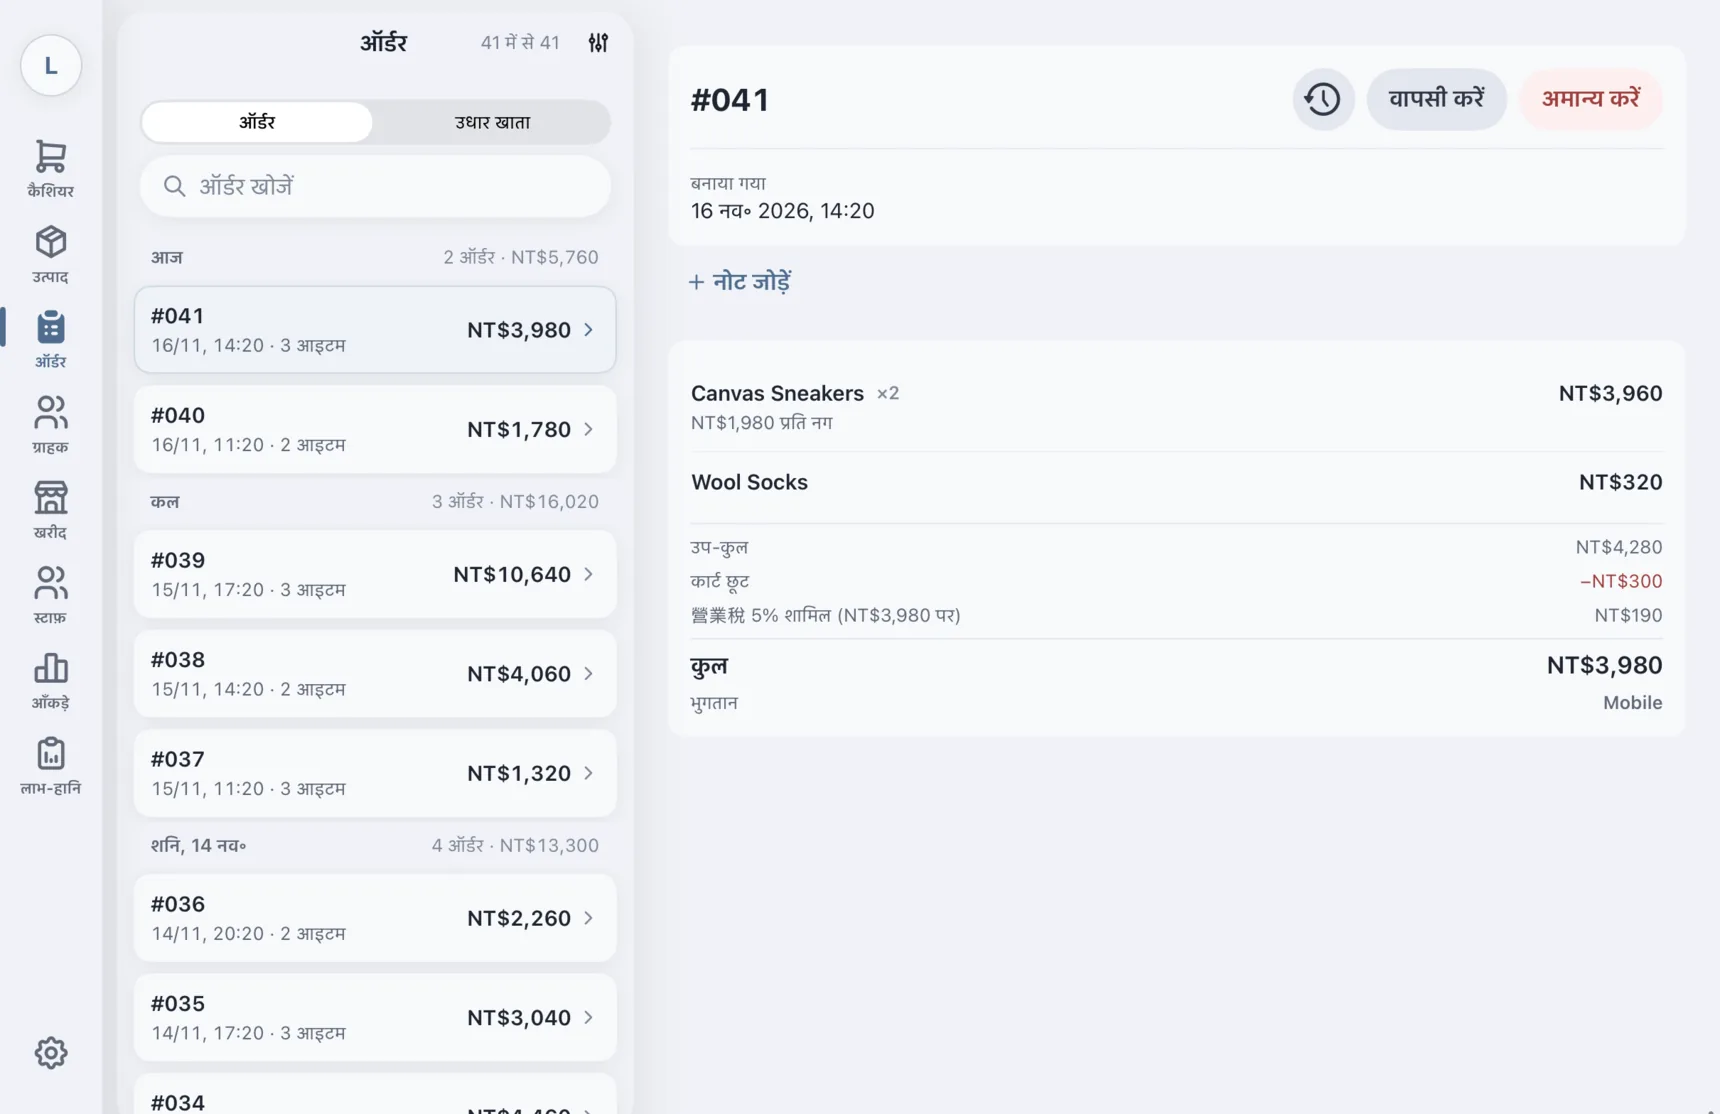 L
कैशियर
उत्पाद
ऑर्डर
ग्राहक
खरीद
स्टाफ़
आँकड़े
लाभ-हानि
ऑर्डर
41 में से 41
ऑर्डर
उधार खाता
ऑर्डर खोजें
आज
2 ऑर्डर · NT$5,760
#041
NT$3,980
16/11, 14:20 · 3 आइटम
#040
NT$1,780
16/11, 11:20 · 2 आइटम
कल
3 ऑर्डर · NT$16,020
#039
NT$10,640
15/11, 17:20 · 3 आइटम
#038
NT$4,060
15/11, 14:20 · 2 आइटम
#037
NT$1,320
15/11, 11:20 · 3 आइटम
शनि, 14 नव॰
4 ऑर्डर · NT$13,300
#036
NT$2,260
14/11, 20:20 · 2 आइटम
#035
NT$3,040
14/11, 17:20 · 3 आइटम
#034
NT$4,460
#041
वापसी करें
अमान्य करें
बनाया गया
16 नव॰ 2026, 14:20
+ नोट जोड़ें
Canvas Sneakers ×2
NT$3,960
NT$1,980 प्रति नग
Wool Socks
NT$320
उप-कुल
NT$4,280
कार्ट छूट
−NT$300
營業稅 5% शामिल (NT$3,980 पर)
NT$190
कुल
NT$3,980
भुगतान
Mobile